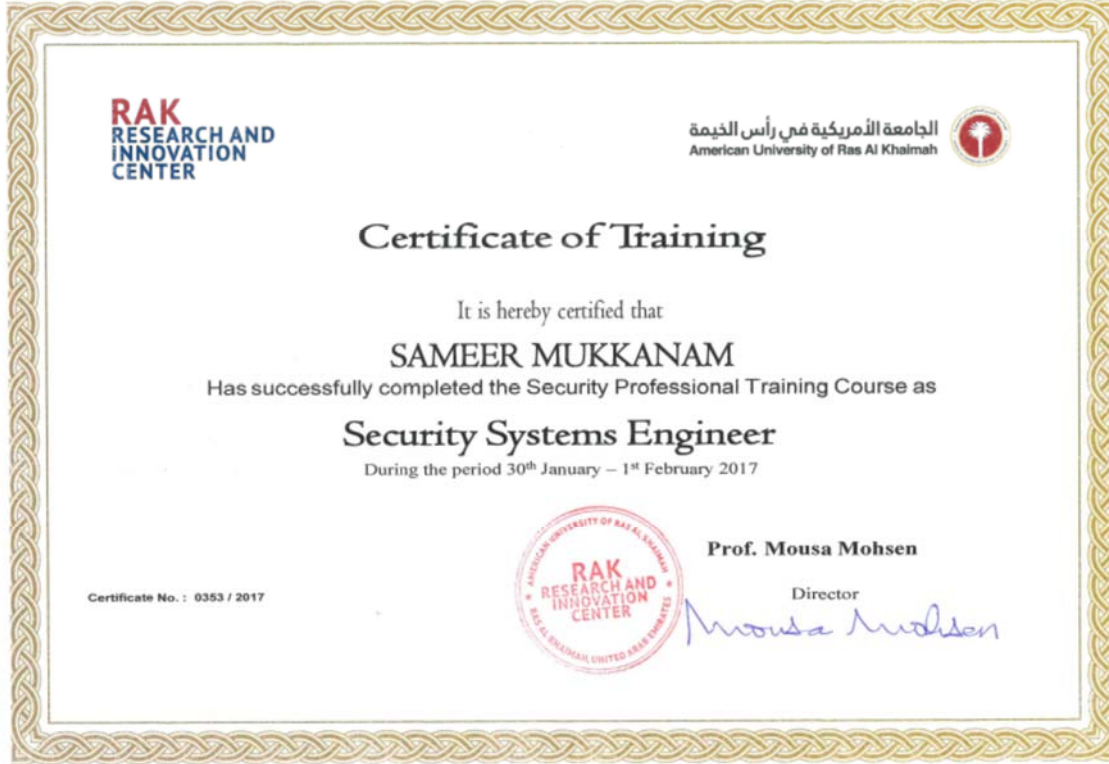 RAK
RESEARCH AND
INNOVATION
CENTER
الجامعة الأمريكية في رأس الخيمة
American University of Ras Al Khaimah
Certificate of Training
It is hereby certified that
SAMEER MUKKANAM
Has successfully completed the Security Professional Training Course as
Security Systems Engineer
During the period 30th January – 1st February 2017
AMERICAN UNIVERSITY OF RAS AL KHAIMAH
RAK
RESEARCH AND
INNOVATION
CENTER
RAS AL KHAIMAH, UNITED ARAB EMIRATES
Prof. Mousa Mohsen
Director
Mousa Mohsen
Certificate No. : 0353 / 2017